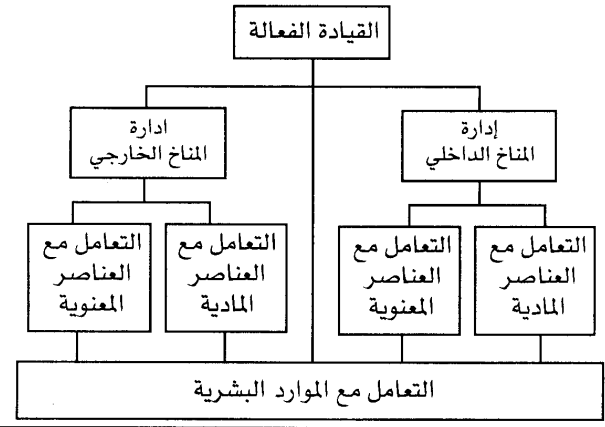 القيادة الفعالة
إدارة
المناخ الداخلي
ادارة
المناخ الخارجي
التعامل مع
العناصر
المادية
التعامل مع
العناصر
المعنوية
التعامل مع
العناصر
المادية
التعامل مع
العناصر
المعنوية
التعامل مع الموارد البشرية